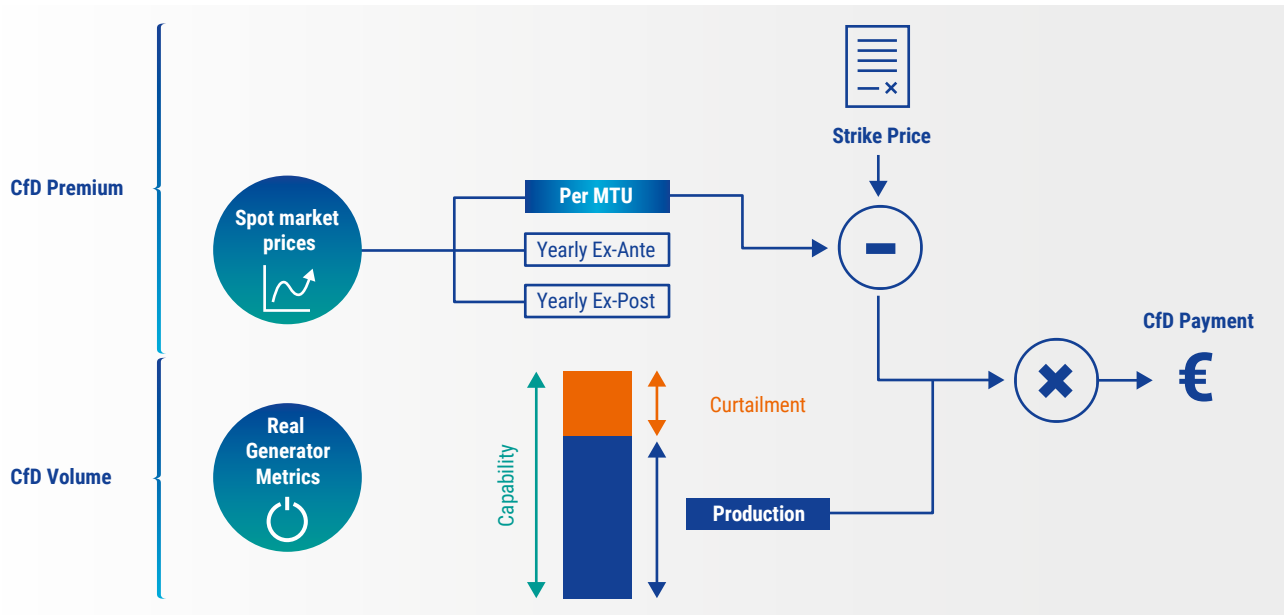 Strike Price
CfD Premium
Spot market
prices
Per MTU
Yearly Ex-Ante
Yearly Ex-Post
CfD Payment
€
CfD Volume
Real
Generator
Metrics
Capability
Curtailment
Production